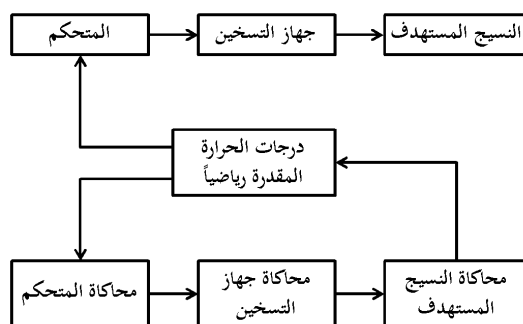 المتحكم
جهاز التسخين
النسيج المستهدف
درجات الحرارة
المقدرة رياضياً
محاكاة المتحكم
محاكاة جهاز
التسخين
محاكاة النسيج
المستهدف